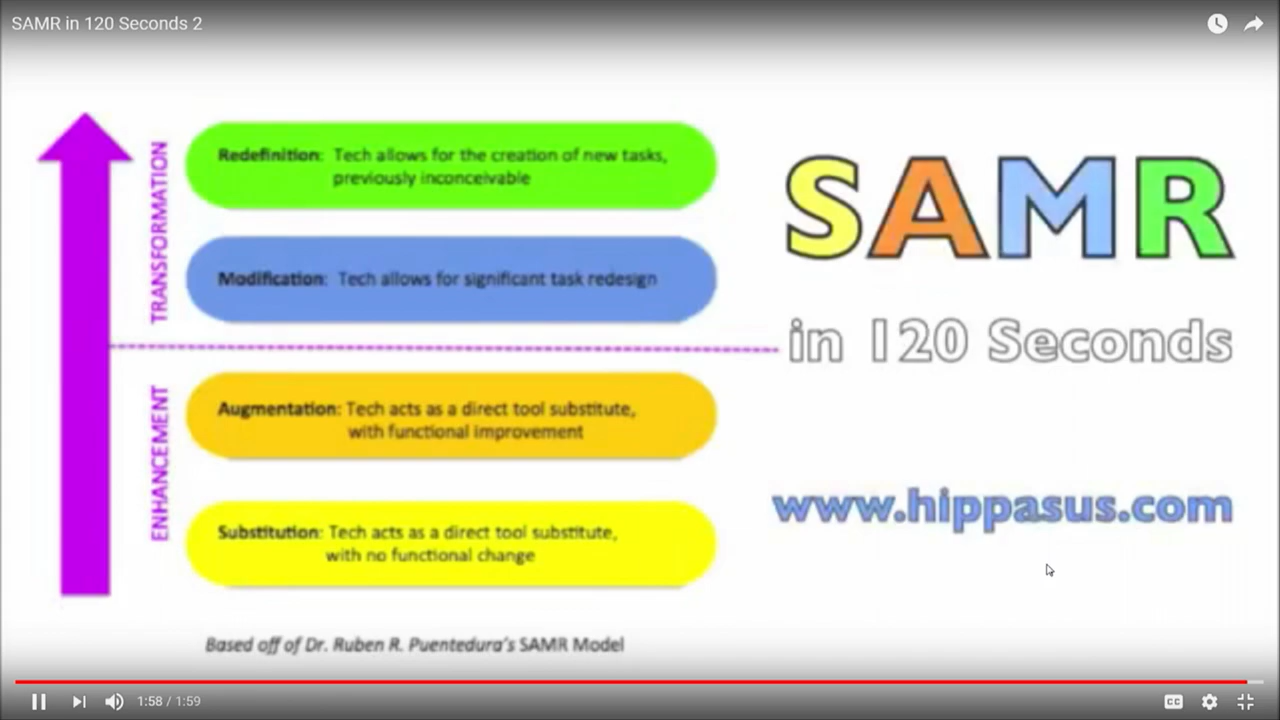 SAMR in 120 Seconds 2
TRANSFORMATION
Redefinition: Tech allows for the creation of new tasks,
previously inconceivable
Modification: Tech allows for significant task redesign
ENHANCEMENT
Augmentation: Tech acts as a direct tool substitute,
with functional improvement
Substitution: Tech acts as a direct tool substitute,
with no functional change
Based off of Dr. Ruben R. Puentedura's SAMR Model
SAMR
in 120 Seconds
www.hippasus.com
1:58 / 1:59
CC